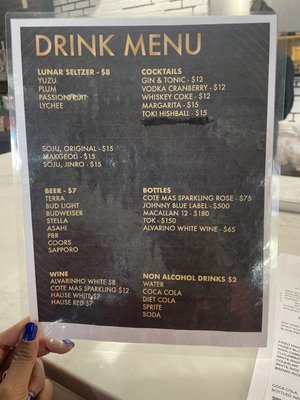 DRINK MENU
LUNAR SELTZER - $8
YUZU
PLUM
PASSIONFRUIT
LYCHEE
COCKTAILS
GIN & TONIC - $12
VODKA CRANBERRY - $12
WHISKEY COKE - $12
MARGARITA - $15
TOKI HIGHBALL - $15
SOJU, ORIGINAL - $15
MAKGEOLI - $15
SOJU, JINRO - $15
BEER - $7
TERRA
BUD LIGHT
BUDWEISER
STELLA
ASAHI
PBR
COORS
SAPPORO
BOTTLES
COTE MAS SPARKLING ROSE - $75
JOHNNY BLUE LABEL - $500
MACALLAN 12 - $180
TOK - $150
ALVARINO WHITE WINE - $65
WINE
ALVARINHO WHITE $8
COTE MAS SPARKLING $12
HAUSE WHITE $7
HAUSE RED $7
NON ALCOHOL DRINKS $2
WATER
COCA COLA
DIET COLA
SPRITE
SODA